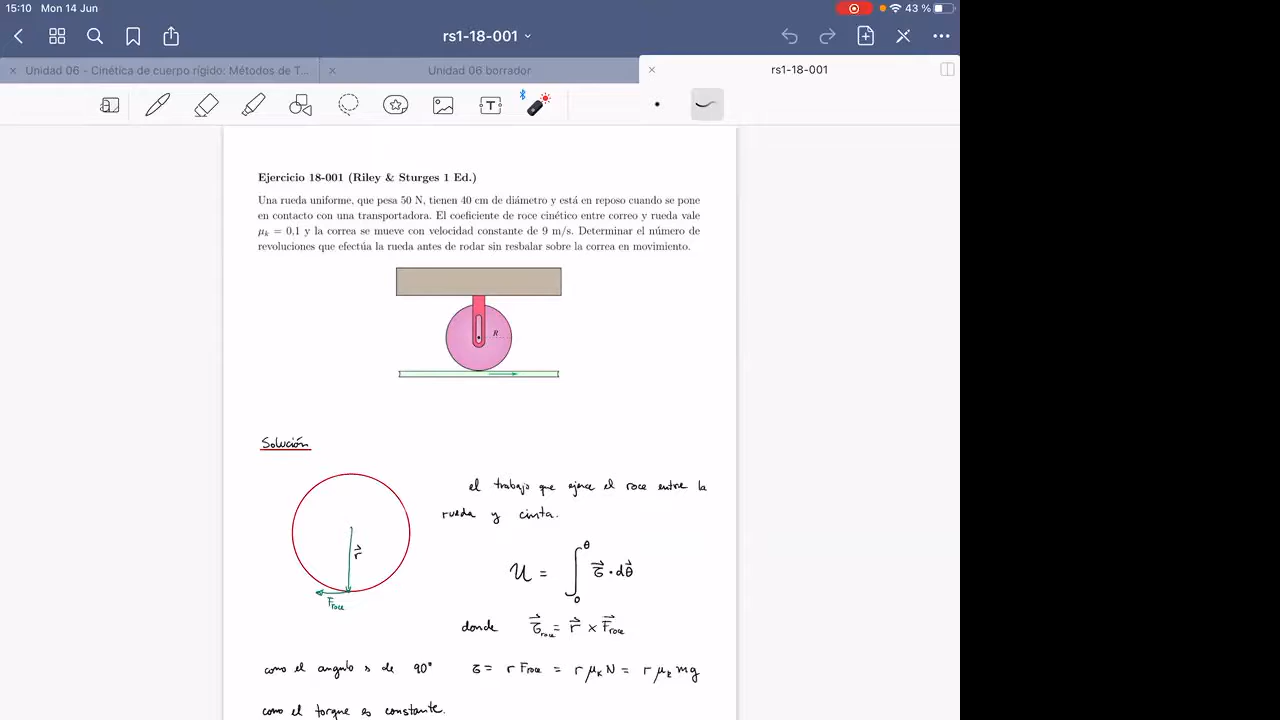 15:10 Mon 14 Jun
43 %
rs1-18-001
Unidad 06 - Cinética de cuerpo rígido: Métodos de T...
Unidad 06 borrador
rs1-18-001
Ejercicio 18-001 (Riley & Sturges 1 Ed.)
Una rueda uniforme, que pesa 50 N, tienen 40 cm de diámetro y está en reposo cuando se pone
en contacto con una transportadora. El coeficiente de roce cinético entre correo y rueda vale
μk = 0,1 y la correa se mueve con velocidad constante de 9 m/s. Determinar el número de
revoluciones que efectúa la rueda antes de rodar sin resbalar sobre la correa en movimiento.
R
Solución
el trabajo que ejerce el roce entre la
rueda y cinta.
r⃗
Froce
U = ∫₀^θ τ⃗ · dθ⃗
donde τ⃗roce = r⃗ × F⃗roce
como el angulo s de 90° τ = r Froce = r μk N = r μk mg
como el torque es constante.